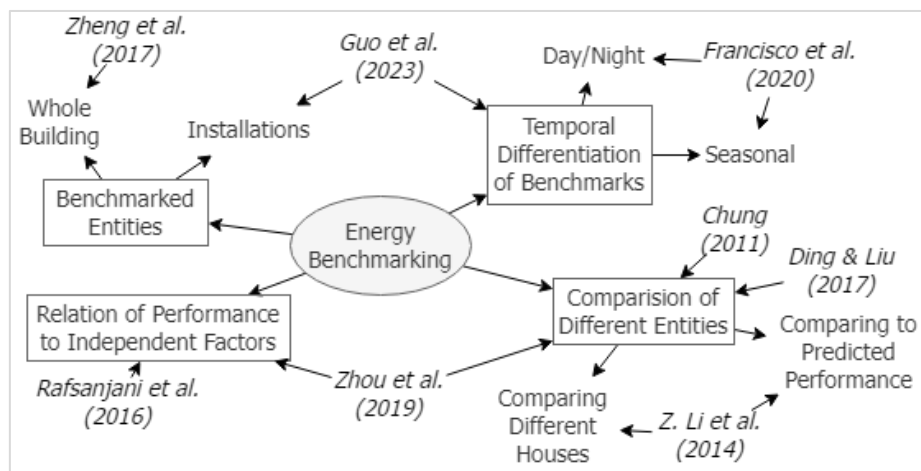 Zheng et al.
(2017)
Guo et al.
(2023)
Day/Night
Francisco et al.
(2020)
Whole
Building
Installations
Temporal
Differentiation
of Benchmarks
Seasonal
Benchmarked
Entities
Energy
Benchmarking
Chung
(2011)
Ding & Liu
(2017)
Relation of Performance
to Independent Factors
Comparision of
Different Entities
Comparing to
Predicted
Performance
Rafsanjani et al.
(2016)
Zhou et al.
(2019)
Comparing
Different
Houses
Z. Li et al.
(2014)